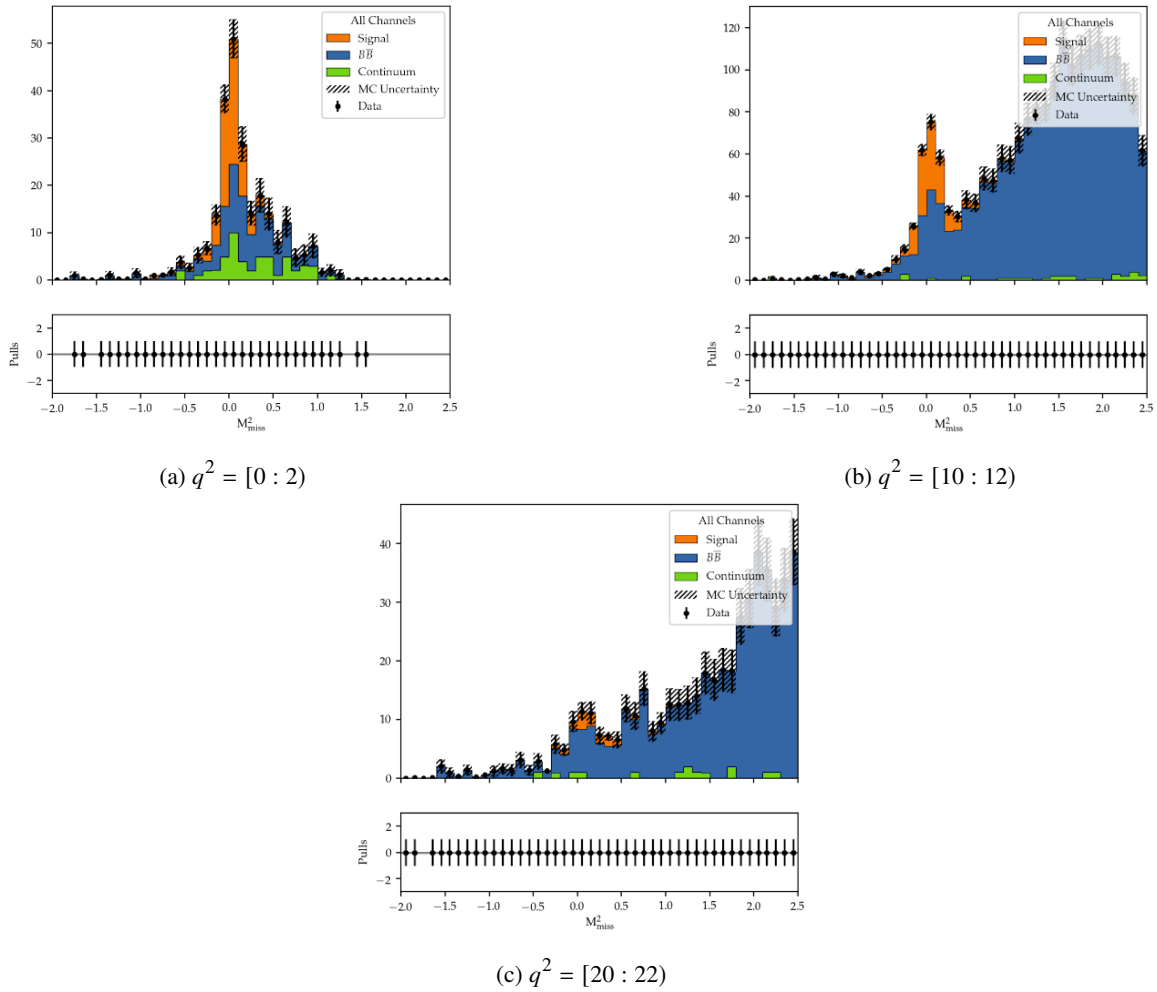 All Channels
Signal
BB̅
Continuum
MC Uncertainty
Data
50
40
30
20
10
0
Pulls
2
0
−2
−2.0 −1.5 −1.0 −0.5 0.0 0.5 1.0 1.5 2.0 2.5
M²miss
(a) q² = [0 : 2)
All Channels
Signal
BB̅
Continuum
MC Uncertainty
Data
120
100
80
60
40
20
0
Pulls
2
0
−2
−2.0 −1.5 −1.0 −0.5 0.0 0.5 1.0 1.5 2.0 2.5
M²miss
(b) q² = [10 : 12)
All Channels
Signal
BB̅
Continuum
MC Uncertainty
Data
40
30
20
10
0
Pulls
2
0
−2
−2.0 −1.5 −1.0 −0.5 0.0 0.5 1.0 1.5 2.0 2.5
M²miss
(c) q² = [20 : 22)